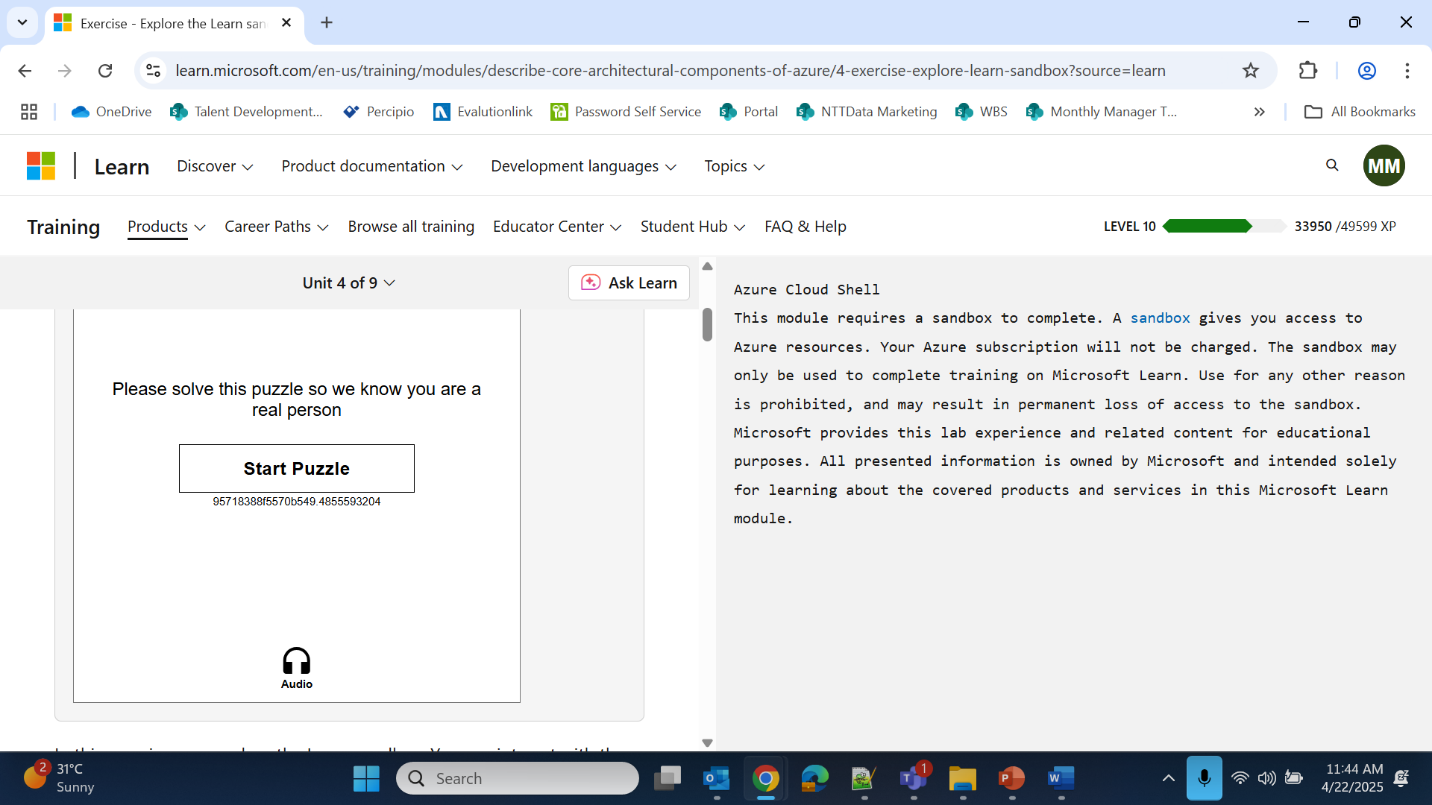 Exercise - Explore the Learn san
learn.microsoft.com/en-us/training/modules/describe-core-architectural-components-of-azure/4-exercise-explore-learn-sandbox?source=learn
OneDrive Talent Development... Percipio Evalutionlink Password Self Service Portal NTTData Marketing WBS Monthly Manager T... » All Bookmarks
Learn Discover Product documentation Development languages Topics MM
Training Products Career Paths Browse all training Educator Center Student Hub FAQ & Help LEVEL 10 33950 /49599 XP
Unit 4 of 9 Ask Learn
Please solve this puzzle so we know you are a
real person
Start Puzzle
95718388f5570b549.4855593204
Audio
Azure Cloud Shell
This module requires a sandbox to complete. A sandbox gives you access to
Azure resources. Your Azure subscription will not be charged. The sandbox may
only be used to complete training on Microsoft Learn. Use for any other reason
is prohibited, and may result in permanent loss of access to the sandbox.
Microsoft provides this lab experience and related content for educational
purposes. All presented information is owned by Microsoft and intended solely
for learning about the covered products and services in this Microsoft Learn
module.
2 31°C
Sunny
Search
1
11:44 AM
4/22/2025